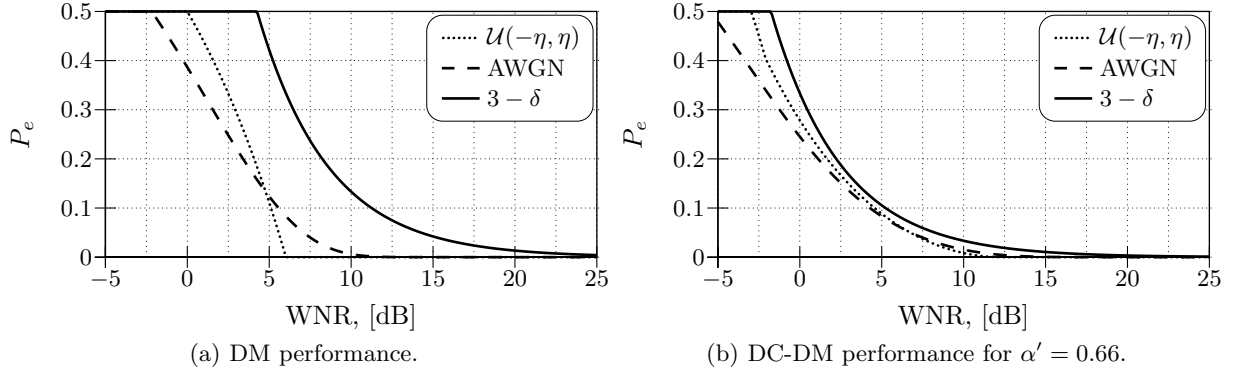 0.5
0.4
0.3
0.2
0.1
0
P_e
−5 0 5 10 15 20 25
WNR, [dB]
U(−η, η)
AWGN
3 − δ
(a) DM performance.
0.5
0.4
0.3
0.2
0.1
0
P_e
−5 0 5 10 15 20 25
WNR, [dB]
U(−η, η)
AWGN
3 − δ
(b) DC-DM performance for α′ = 0.66.